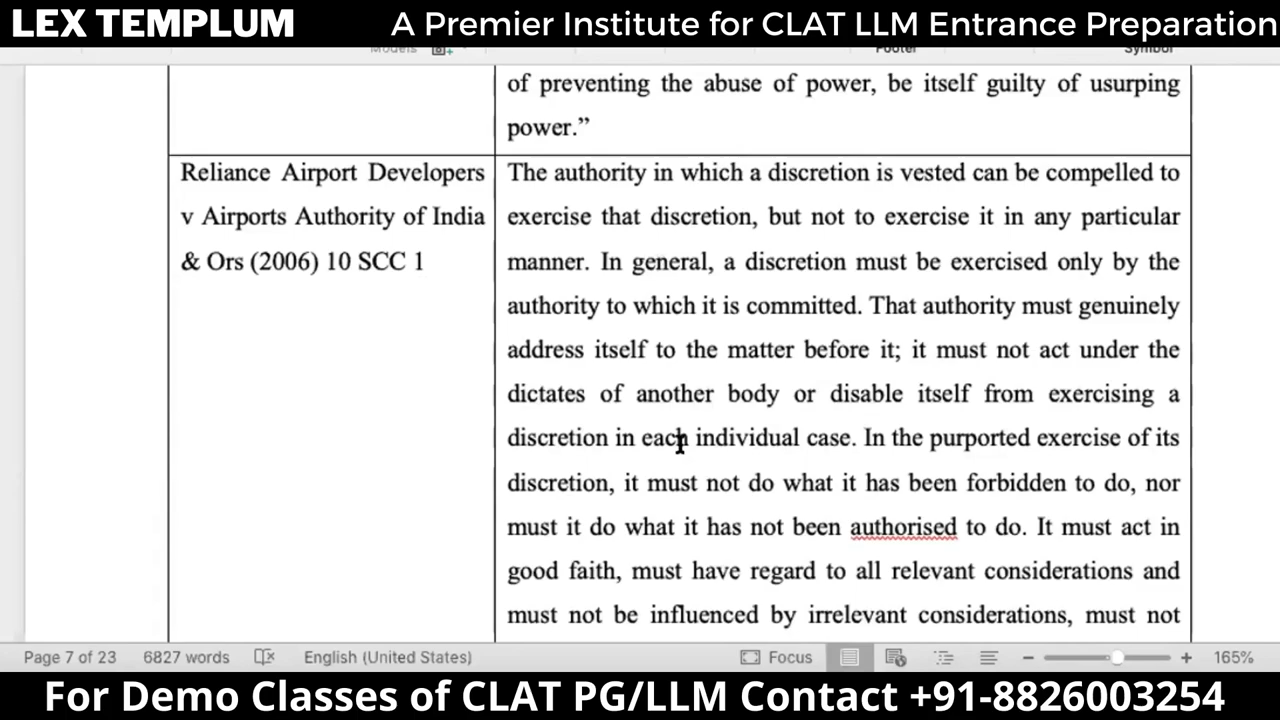 LEX TEMPLUM
A Premier Institute for CLAT LLM Entrance Preparation
Models
Footer
Symbol
of preventing the abuse of power, be itself guilty of usurping
power.”
Reliance Airport Developers
v Airports Authority of India
& Ors (2006) 10 SCC 1
The authority in which a discretion is vested can be compelled to
exercise that discretion, but not to exercise it in any particular
manner. In general, a discretion must be exercised only by the
authority to which it is committed. That authority must genuinely
address itself to the matter before it; it must not act under the
dictates of another body or disable itself from exercising a
discretion in each individual case. In the purported exercise of its
discretion, it must not do what it has been forbidden to do, nor
must it do what it has not been authorised to do. It must act in
good faith, must have regard to all relevant considerations and
must not be influenced by irrelevant considerations, must not
Page 7 of 23 6827 words English (United States) Focus 165%
For Demo Classes of CLAT PG/LLM Contact +91-8826003254